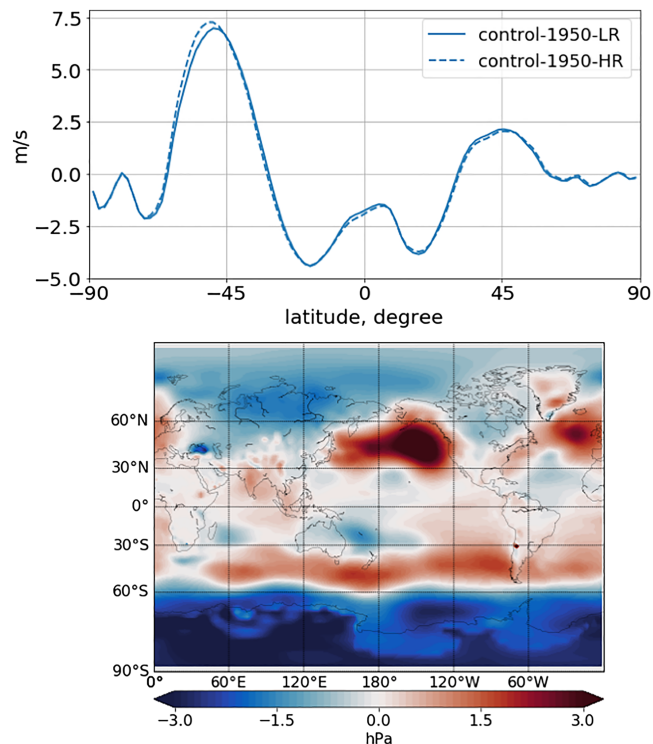 7.5
5.0
2.5
0.0
−2.5
−5.0
m/s
control-1950-LR
control-1950-HR
−90 −45 0 45 90
latitude, degree
60°N
30°N
0°
30°S
60°S
90°S
0° 60°E 120°E 180° 120°W 60°W
−3.0 −1.5 0.0 1.5 3.0
hPa